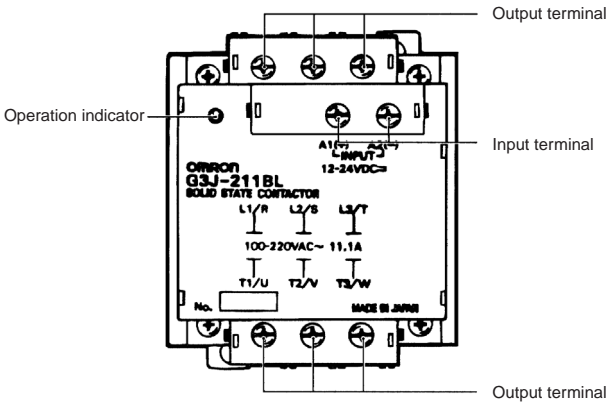 Output terminal
Operation indicator
Input terminal
A1(+) A2(−)
INPUT
12-24VDC⎓
OMRON
G3J-211BL
SOLID STATE CONTACTOR
L1/R L2/S L3/T
100-220VAC~ 11.1A
T1/U T2/V T3/W
No. MADE IN JAPAN
Output terminal